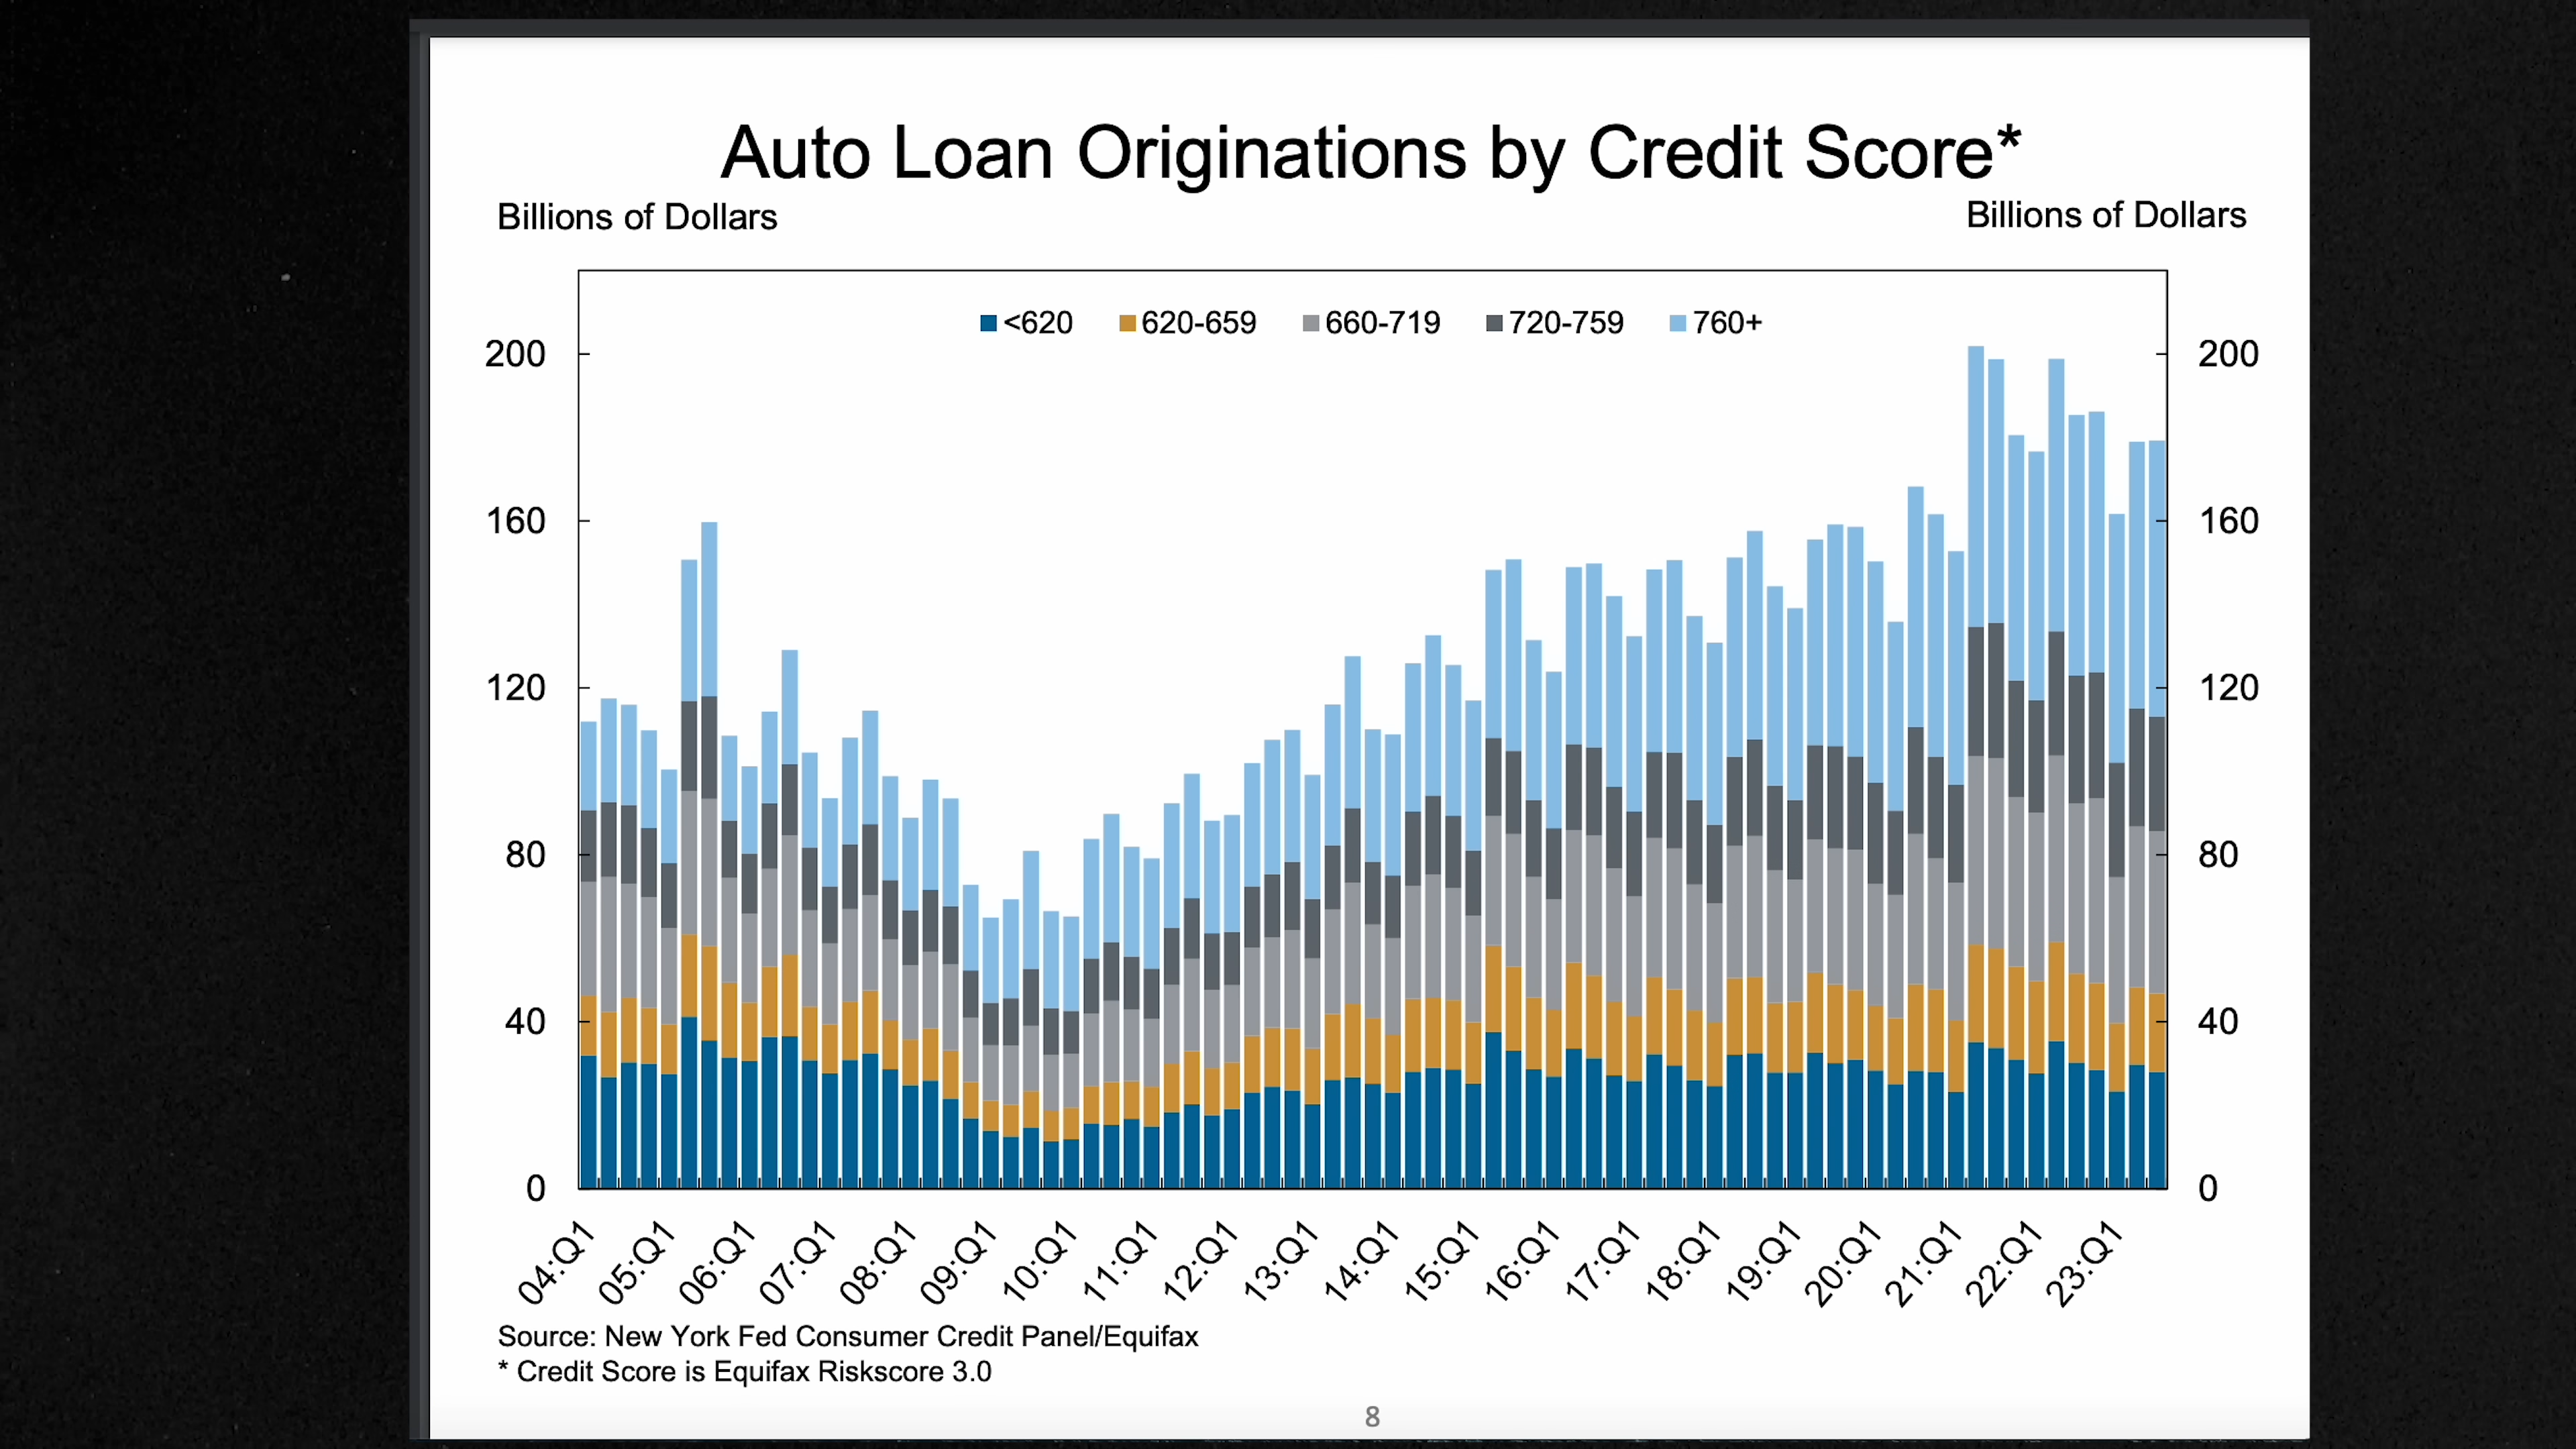 Auto Loan Originations by Credit Score*
Billions of Dollars
Billions of Dollars
<620 620-659 660-719 720-759 760+
200 200
160 160
120 120
80 80
40 40
0 0
04:Q1 05:Q1 06:Q1 07:Q1 08:Q1 09:Q1 10:Q1 11:Q1 12:Q1 13:Q1 14:Q1 15:Q1 16:Q1 17:Q1 18:Q1 19:Q1 20:Q1 21:Q1 22:Q1 23:Q1
Source: New York Fed Consumer Credit Panel/Equifax
* Credit Score is Equifax Riskscore 3.0
8